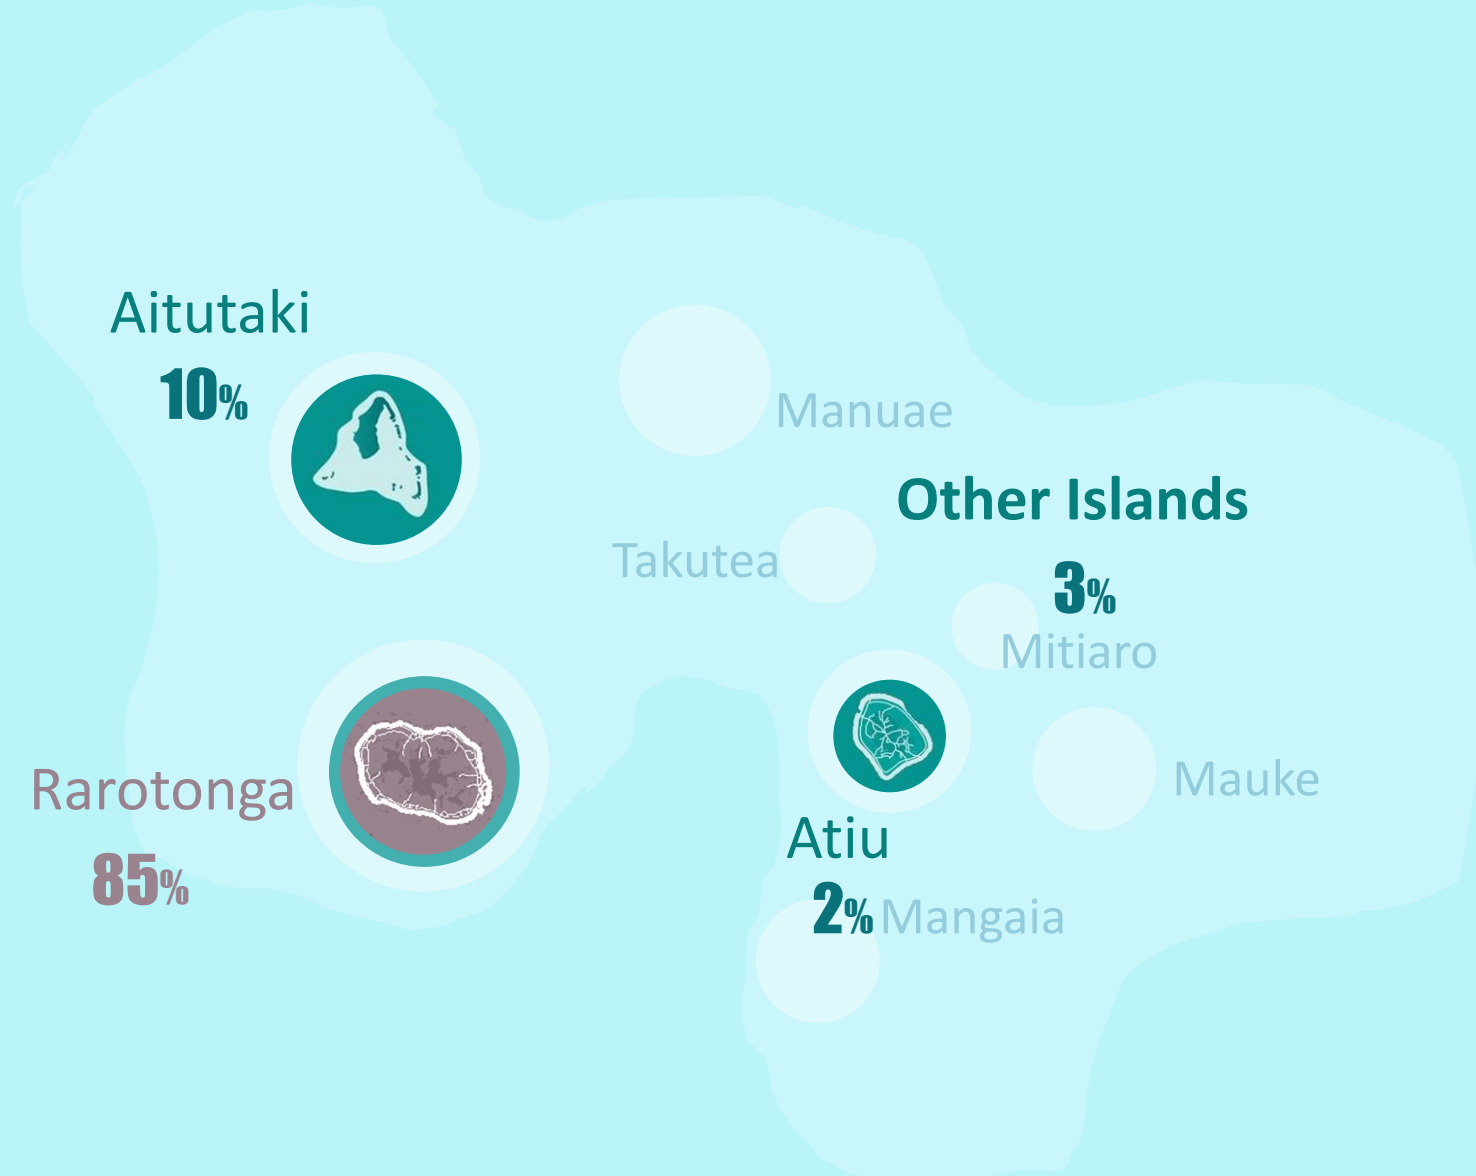 Aitutaki
10%
Manuae
Other Islands
3%
Takutea
Mitiaro
Rarotonga
85%
Mauke
Atiu
2%
Mangaia